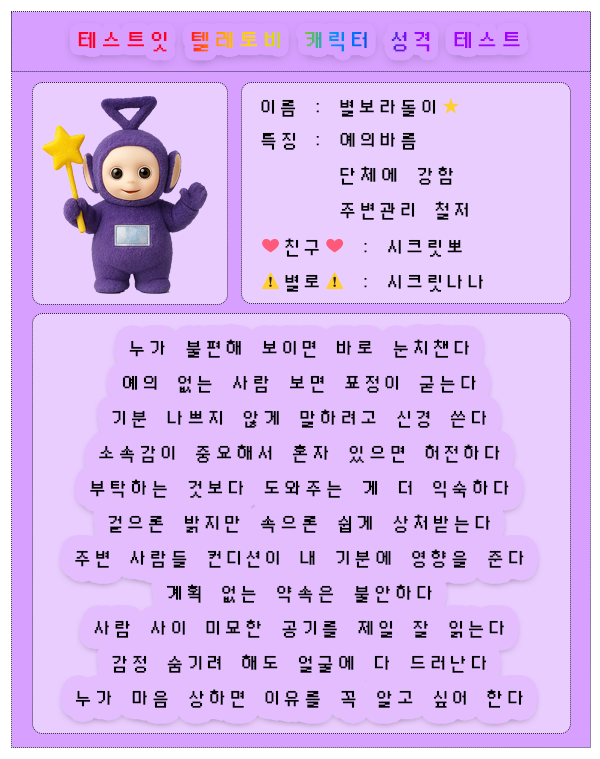 테스트잇 텔레토비 캐릭터 성격 테스트
이름 : 별보라돌이⭐
특징 : 예의바름
단체에 강함
주변관리 철저
❤️친구❤️ : 시크릿뽀
⚠️별로⚠️ : 시크릿나나
누가 불편해 보이면 바로 눈치챈다
예의 없는 사람 보면 표정이 굳는다
기분 나쁘지 않게 말하려고 신경 쓴다
소속감이 중요해서 혼자 있으면 허전하다
부탁하는 것보다 도와주는 게 더 익숙하다
겉으론 밝지만 속으론 쉽게 상처받는다
주변 사람들 컨디션이 내 기분에 영향을 준다
계획 없는 약속은 불안하다
사람 사이 미묘한 공기를 제일 잘 읽는다
감정 숨기려 해도 얼굴에 다 드러난다
누가 마음 상하면 이유를 꼭 알고 싶어 한다